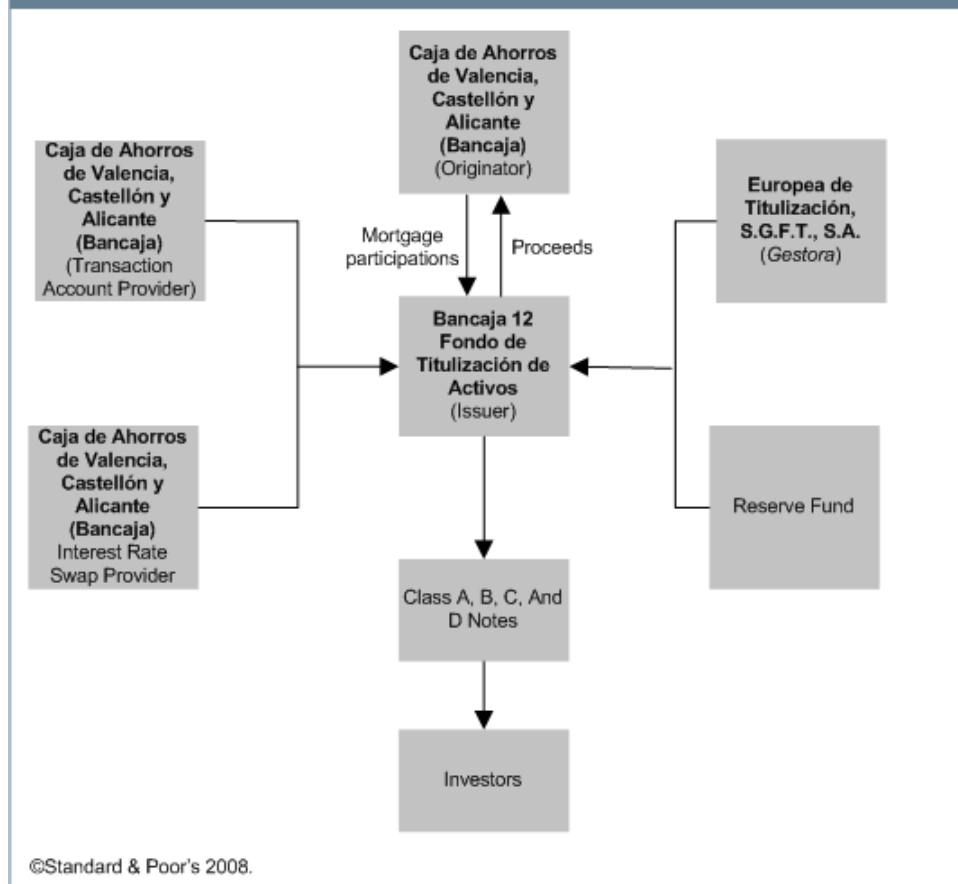 Caja de Ahorros
de Valencia,
Castellón y
Alicante
(Bancaja)
(Originator)
Caja de Ahorros
de Valencia,
Castellón y
Alicante
(Bancaja)
(Transaction
Account Provider)
Europea de
Titulización,
S.G.F.T., S.A.
(Gestora)
Mortgage
participations
Proceeds
Bancaja 12
Fondo de
Titulización de
Activos
(Issuer)
Caja de Ahorros
de Valencia,
Castellón y
Alicante
(Bancaja)
Interest Rate
Swap Provider
Reserve Fund
Class A, B, C, And
D Notes
Investors
©Standard & Poor's 2008.